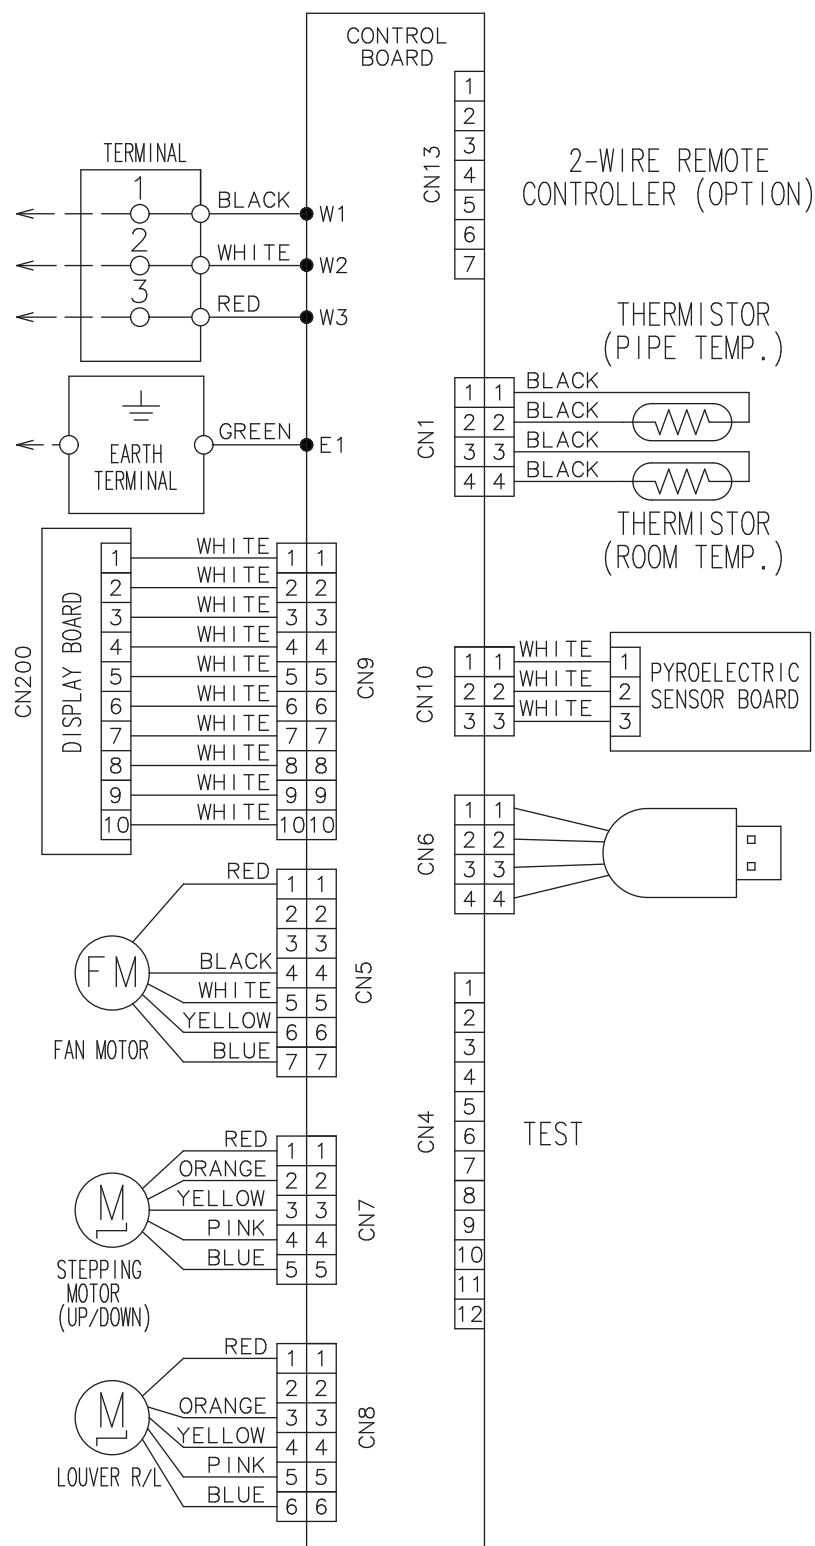 CONTROL
BOARD
1
2
3
4
5
6
7
CN13
2-WIRE REMOTE
CONTROLLER (OPTION)
TERMINAL
1 BLACK W1
2 WHITE W2
3 RED W3
GREEN E1
EARTH
TERMINAL
THERMISTOR
(PIPE TEMP.)
CN1
1 1 BLACK
2 2 BLACK
3 3 BLACK
4 4 BLACK
THERMISTOR
(ROOM TEMP.)
CN200
DISPLAY BOARD
1 WHITE 1 1
2 WHITE 2 2
3 WHITE 3 3
4 WHITE 4 4
5 WHITE 5 5
6 WHITE 6 6
7 WHITE 7 7
8 WHITE 8 8
9 WHITE 9 9
10 WHITE 10 10
CN9
CN10
1 1 WHITE 1
2 2 WHITE 2
3 3 WHITE 3
PYROELECTRIC
SENSOR BOARD
CN6
1 1
2 2
3 3
4 4
FM
FAN MOTOR
RED 1 1
2 2
3 3
BLACK 4 4
WHITE 5 5
YELLOW 6 6
BLUE 7 7
CN5
CN4
1
2
3
4
5
6
7
8
9
10
11
12
TEST
M
STEPPING
MOTOR
(UP/DOWN)
RED 1 1
ORANGE 2 2
YELLOW 3 3
PINK 4 4
BLUE 5 5
CN7
M
LOUVER R/L
RED 1 1
2 2
ORANGE 3 3
YELLOW 4 4
PINK 5 5
BLUE 6 6
CN8